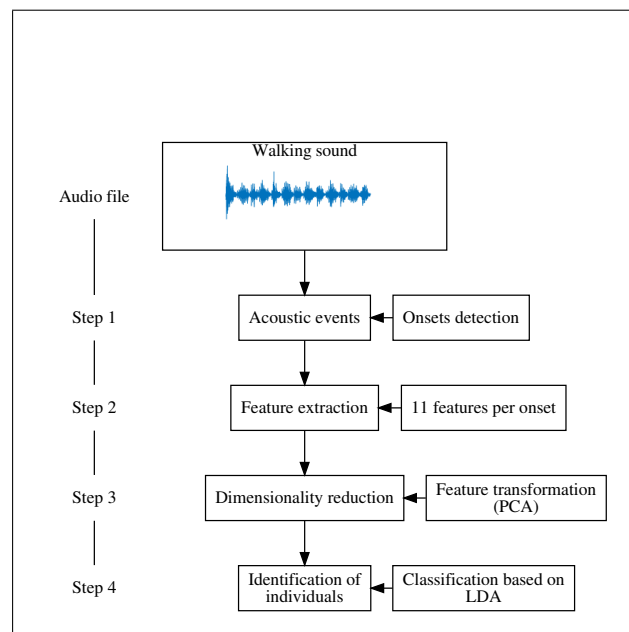 Walking sound
Audio file
Step 1
Acoustic events
Onsets detection
Step 2
Feature extraction
11 features per onset
Step 3
Dimensionality reduction
Feature transformation
(PCA)
Step 4
Identification of
individuals
Classification based on
LDA